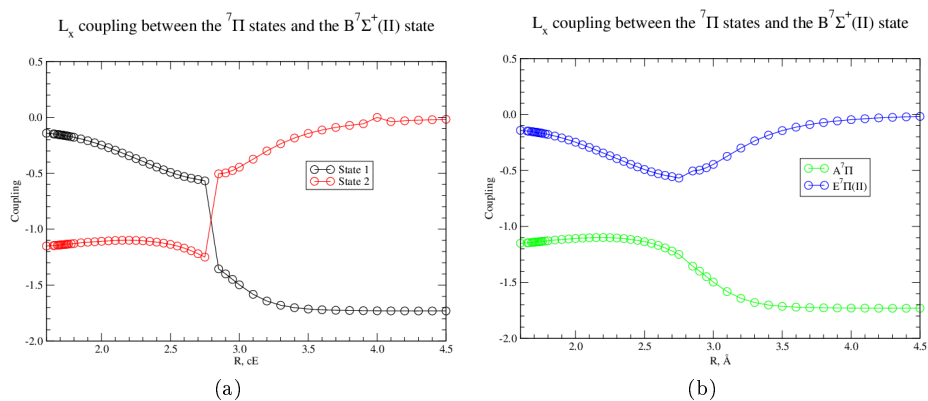 L_x coupling between the ⁷Π states and the B⁷Σ⁺(II) state
0.5
0.0
-0.5
-1.0
-1.5
-2.0
Coupling
State 1
State 2
2.0 2.5 3.0 3.5 4.0 4.5
R, cE
(a)
L_x coupling between the ⁷Π states and the B⁷Σ⁺(II) state
0.5
0.0
-0.5
-1.0
-1.5
-2.0
Coupling
A⁷Π
E⁷Π(II)
2.0 2.5 3.0 3.5 4.0 4.5
R, Å
(b)